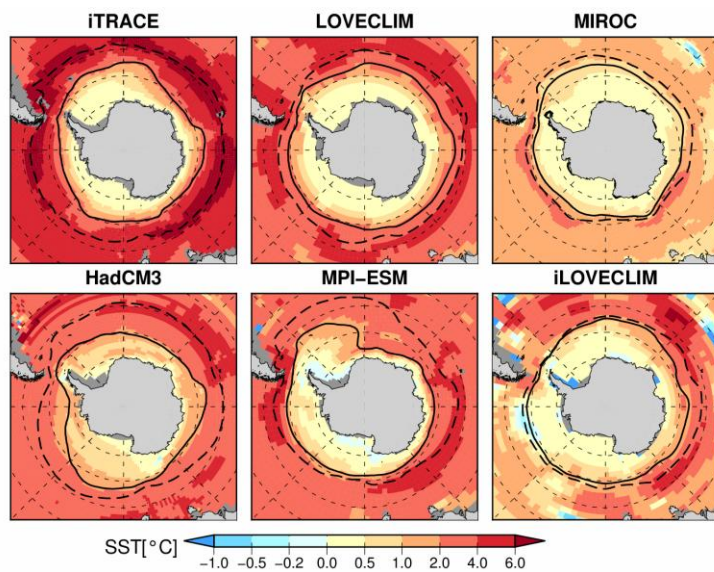 iTRACE LOVECLIM MIROC
HadCM3 MPI-ESM iLOVECLIM
SST[°C]
-1.0 -0.5 -0.2 0.0 0.5 1.0 2.0 4.0 6.0